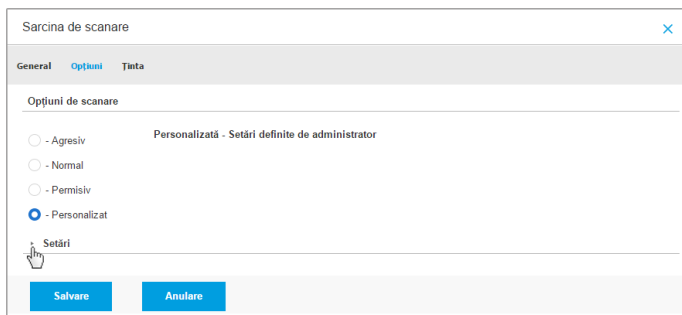 Sarcina de scanare
General Opțiuni Ținta
Opțiuni de scanare
- Agresiv
Personalizată - Setări definite de administrator
- Normal
- Permisiv
- Personalizat
Setări
Salvare Anulare